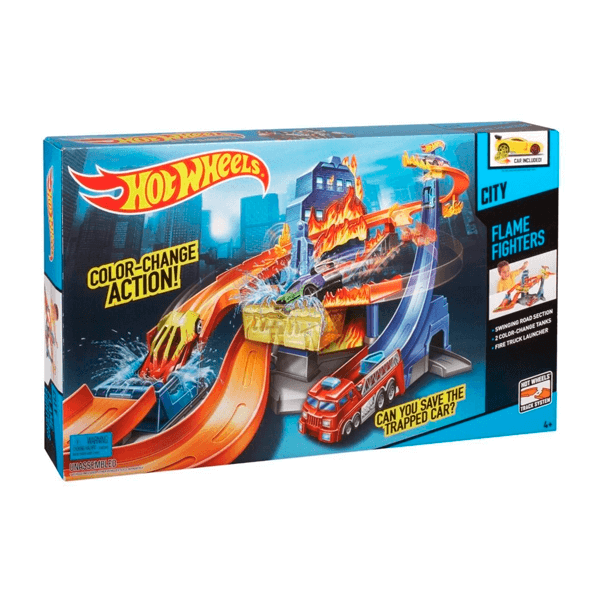 HOT WHEELS
COLOR-CHANGE
ACTION!
CAR INCLUDED!
CITY
FLAME
FIGHTERS
• SWINGING ROAD SECTION
• 2 COLOR-CHANGE TANKS
• FIRE TRUCK LAUNCHER
HOT WHEELS
TRACK SYSTEM
CAN YOU SAVE THE
TRAPPED CAR?
UNASSEMBLED
4+